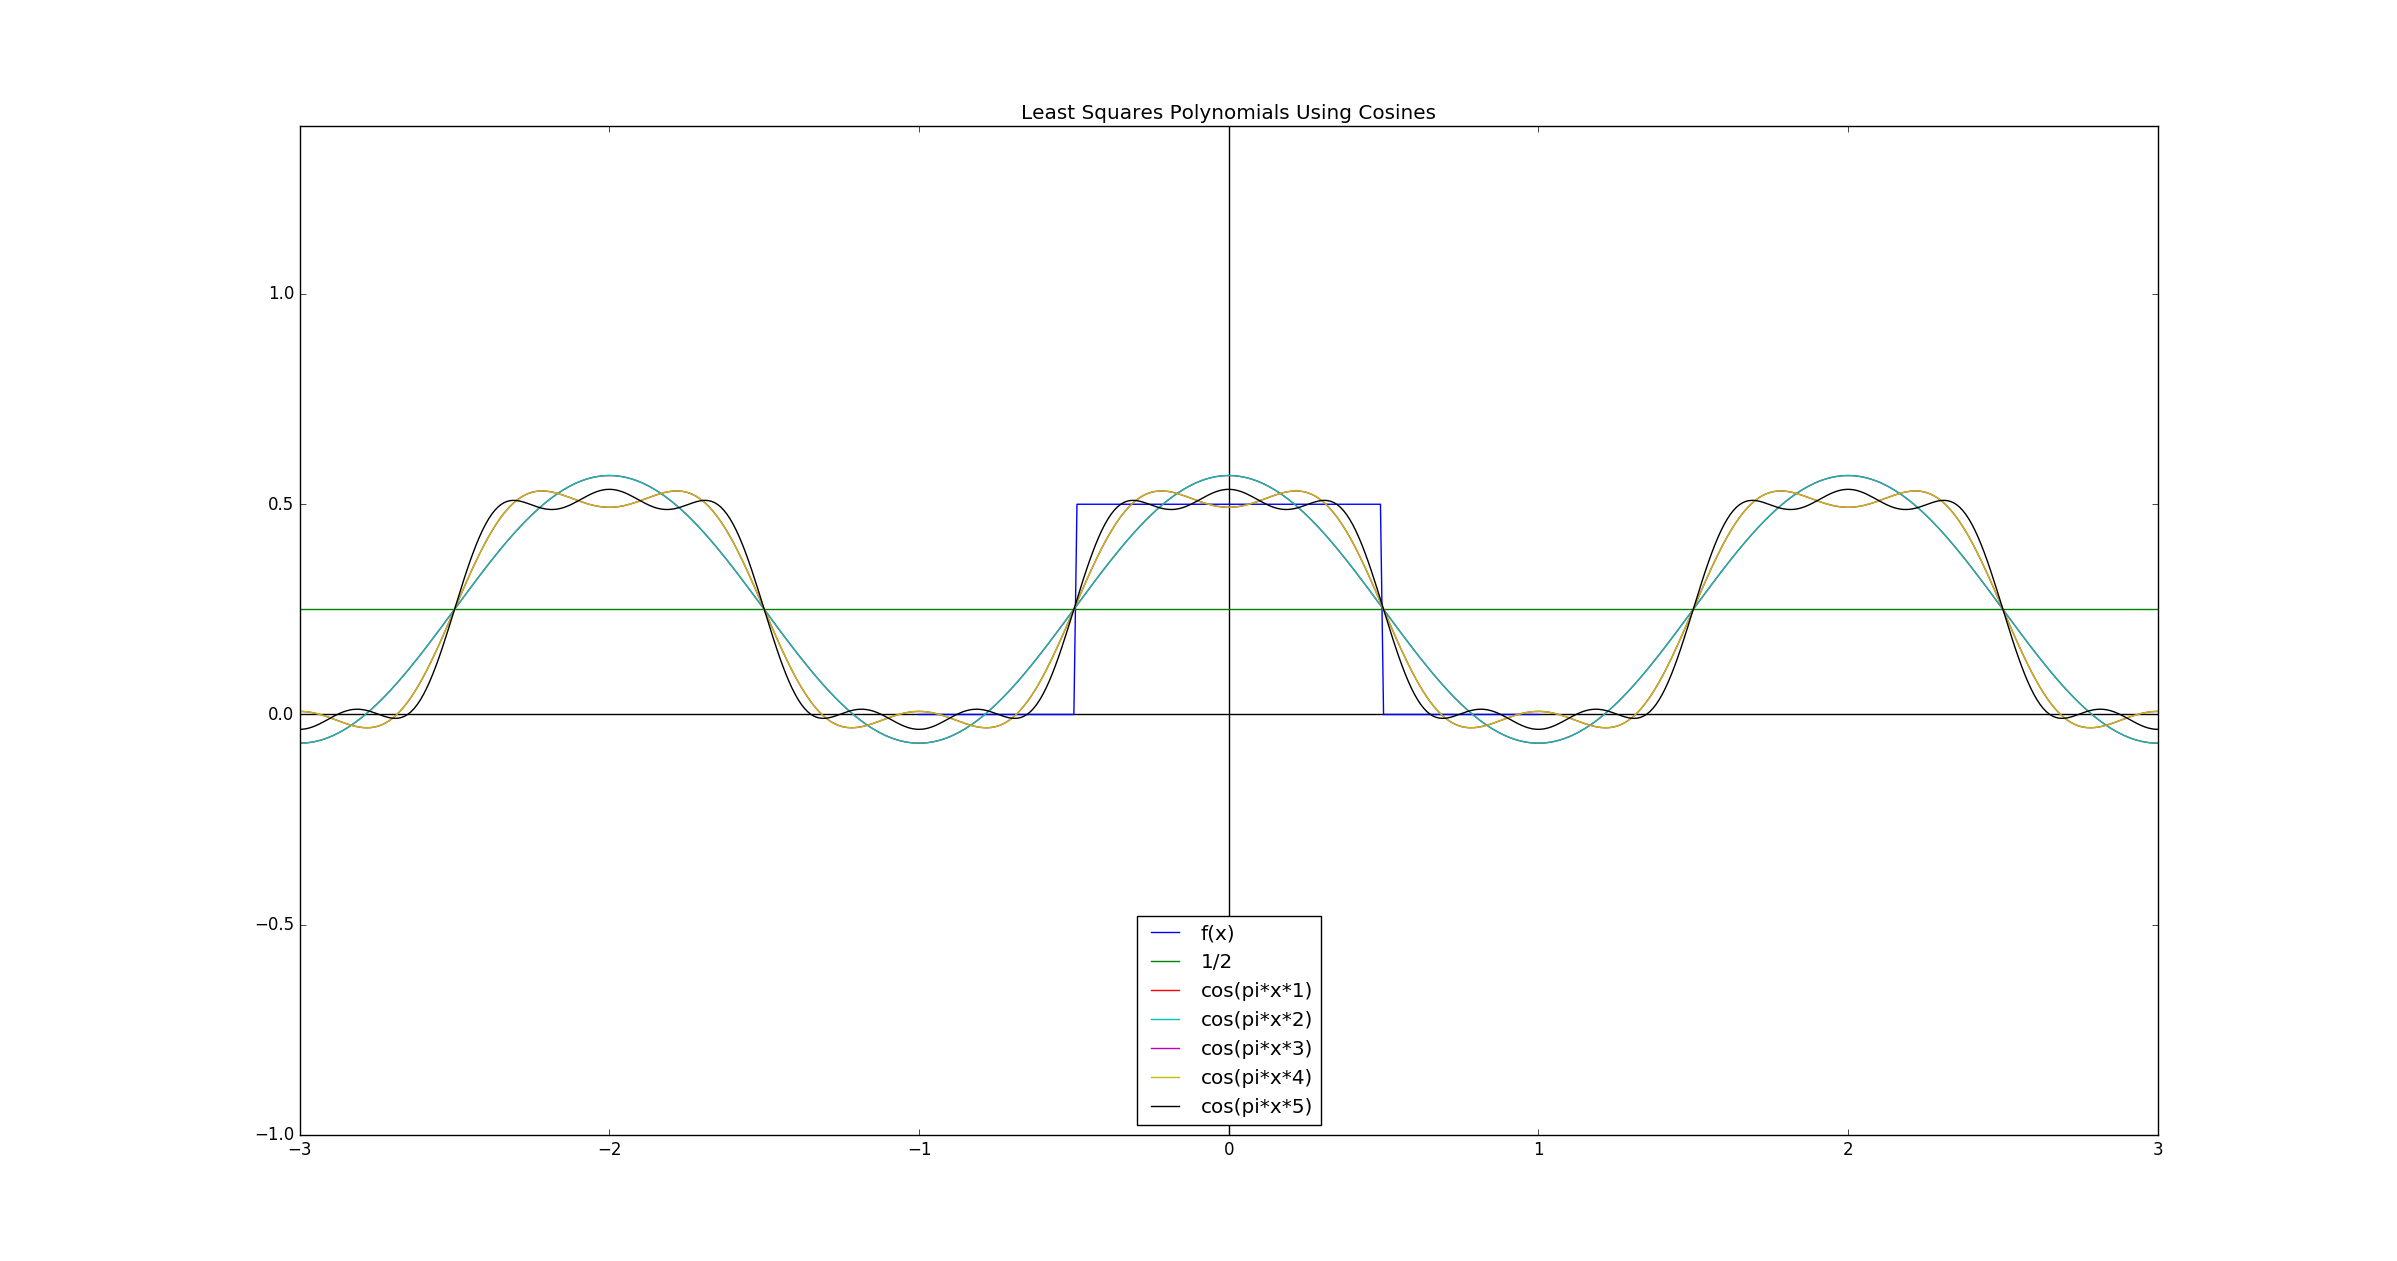 Least Squares Polynomials Using Cosines
1.0
0.5
0.0
−0.5
−1.0
f(x)
1/2
cos(pi*x*1)
cos(pi*x*2)
cos(pi*x*3)
cos(pi*x*4)
cos(pi*x*5)
−3 −2 −1 0 1 2 3